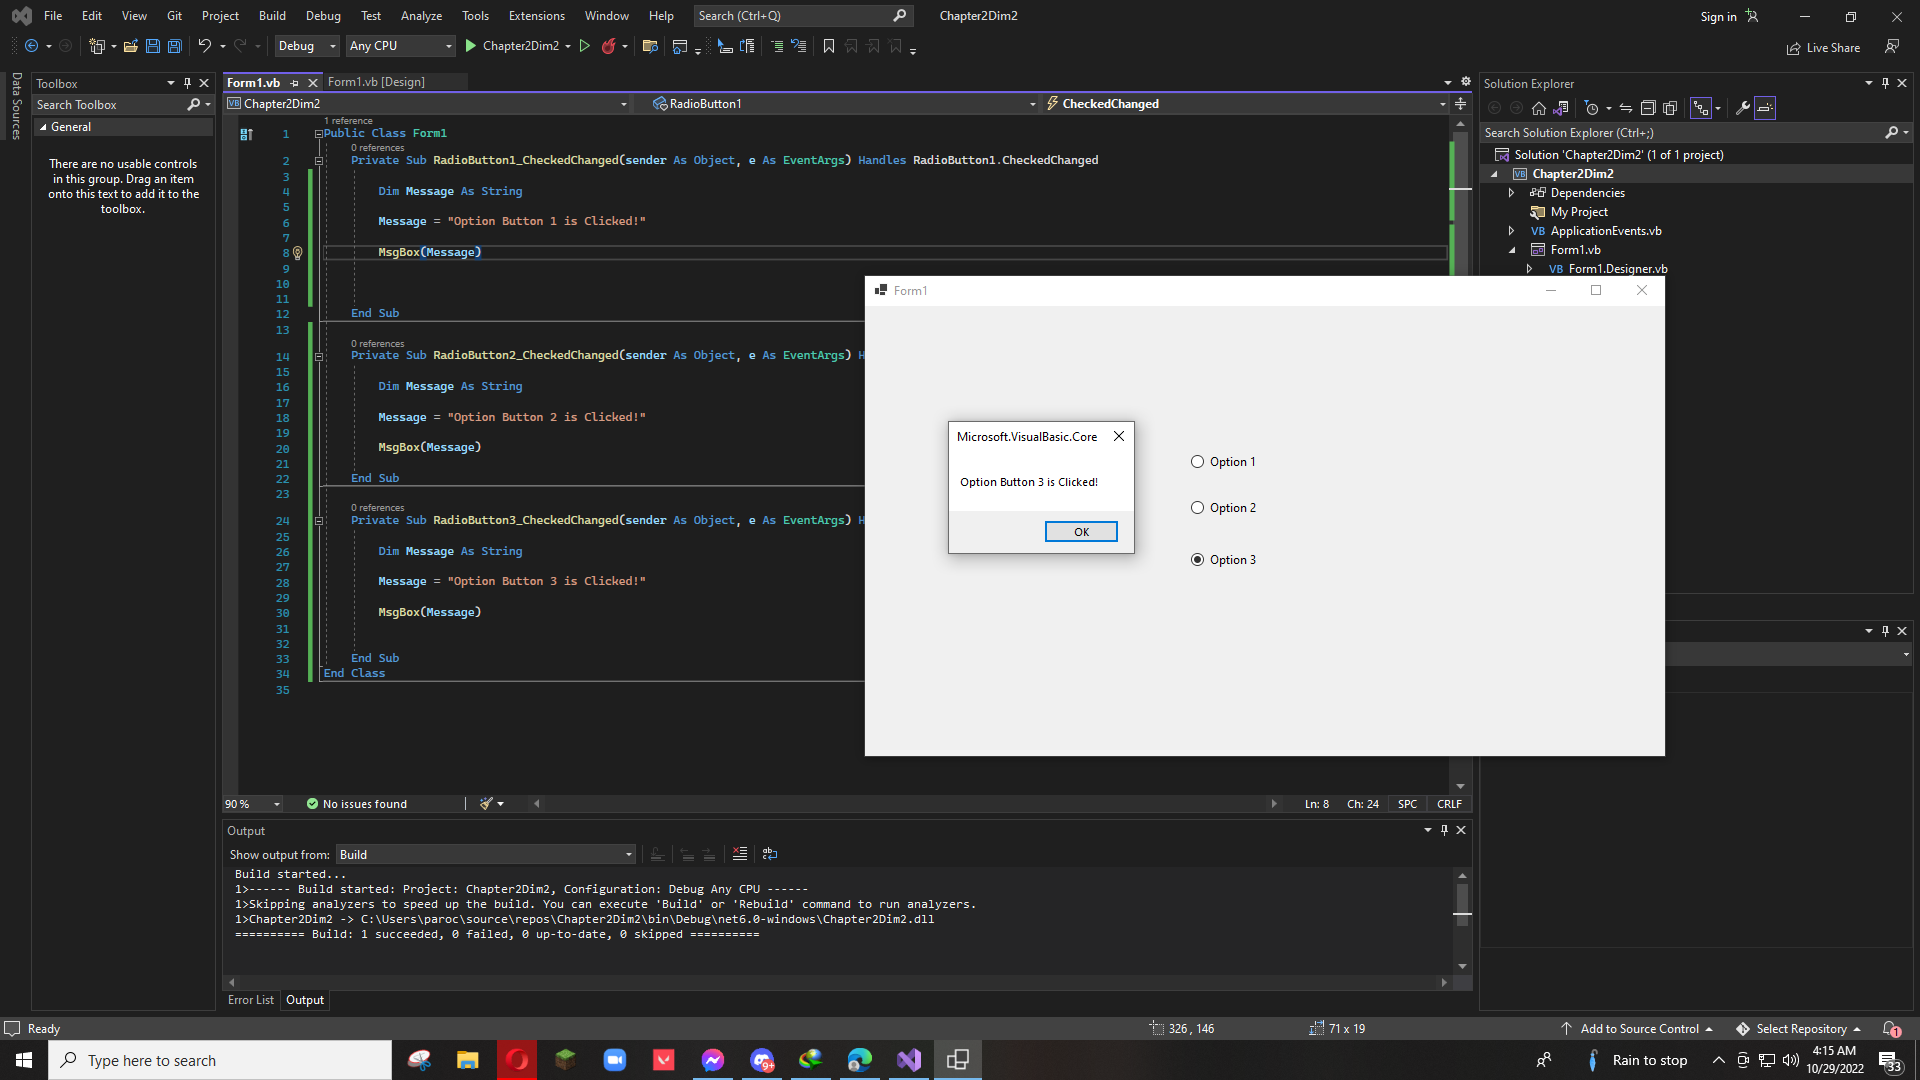 File Edit View Git Project Build Debug Test Analyze Tools Extensions Window Help Search (Ctrl+Q) Chapter2Dim2 Sign in
Debug Any CPU Chapter2Dim2 Live Share
Data Sources
Toolbox
Search Toolbox
General
There are no usable controls
in this group. Drag an item
onto this text to add it to the
toolbox.
Form1.vb Form1.vb [Design]
VB Chapter2Dim2 RadioButton1 CheckedChanged
1 reference
1 Public Class Form1
0 references
2 Private Sub RadioButton1_CheckedChanged(sender As Object, e As EventArgs) Handles RadioButton1.CheckedChanged
3
4 Dim Message As String
5
6 Message = "Option Button 1 is Clicked!"
7
8 MsgBox(Message)
9
10
11
12 End Sub
13
0 references
14 Private Sub RadioButton2_CheckedChanged(sender As Object, e As EventArgs) H
15
16 Dim Message As String
17
18 Message = "Option Button 2 is Clicked!"
19
20 MsgBox(Message)
21
22 End Sub
23
0 references
24 Private Sub RadioButton3_CheckedChanged(sender As Object, e As EventArgs) H
25
26 Dim Message As String
27
28 Message = "Option Button 3 is Clicked!"
29
30 MsgBox(Message)
31
32
33 End Sub
34 End Class
35
90 % No issues found Ln: 8 Ch: 24 SPC CRLF
Form1
Microsoft.VisualBasic.Core
Option Button 3 is Clicked!
OK
Option 1
Option 2
Option 3
Solution Explorer
Search Solution Explorer (Ctrl+;)
Solution 'Chapter2Dim2' (1 of 1 project)
VB Chapter2Dim2
Dependencies
My Project
VB ApplicationEvents.vb
Form1.vb
VB Form1.Designer.vb
Output
Show output from: Build
Build started...
1>------ Build started: Project: Chapter2Dim2, Configuration: Debug Any CPU ------
1>Skipping analyzers to speed up the build. You can execute 'Build' or 'Rebuild' command to run analyzers.
1>Chapter2Dim2 -> C:\Users\paroc\source\repos\Chapter2Dim2\bin\Debug\net6.0-windows\Chapter2Dim2.dll
========== Build: 1 succeeded, 0 failed, 0 up-to-date, 0 skipped ==========
Error List Output
Ready 326 , 146 71 x 19 Add to Source Control Select Repository 1
Type here to search 9+ Rain to stop 4:15 AM
10/29/2022 33